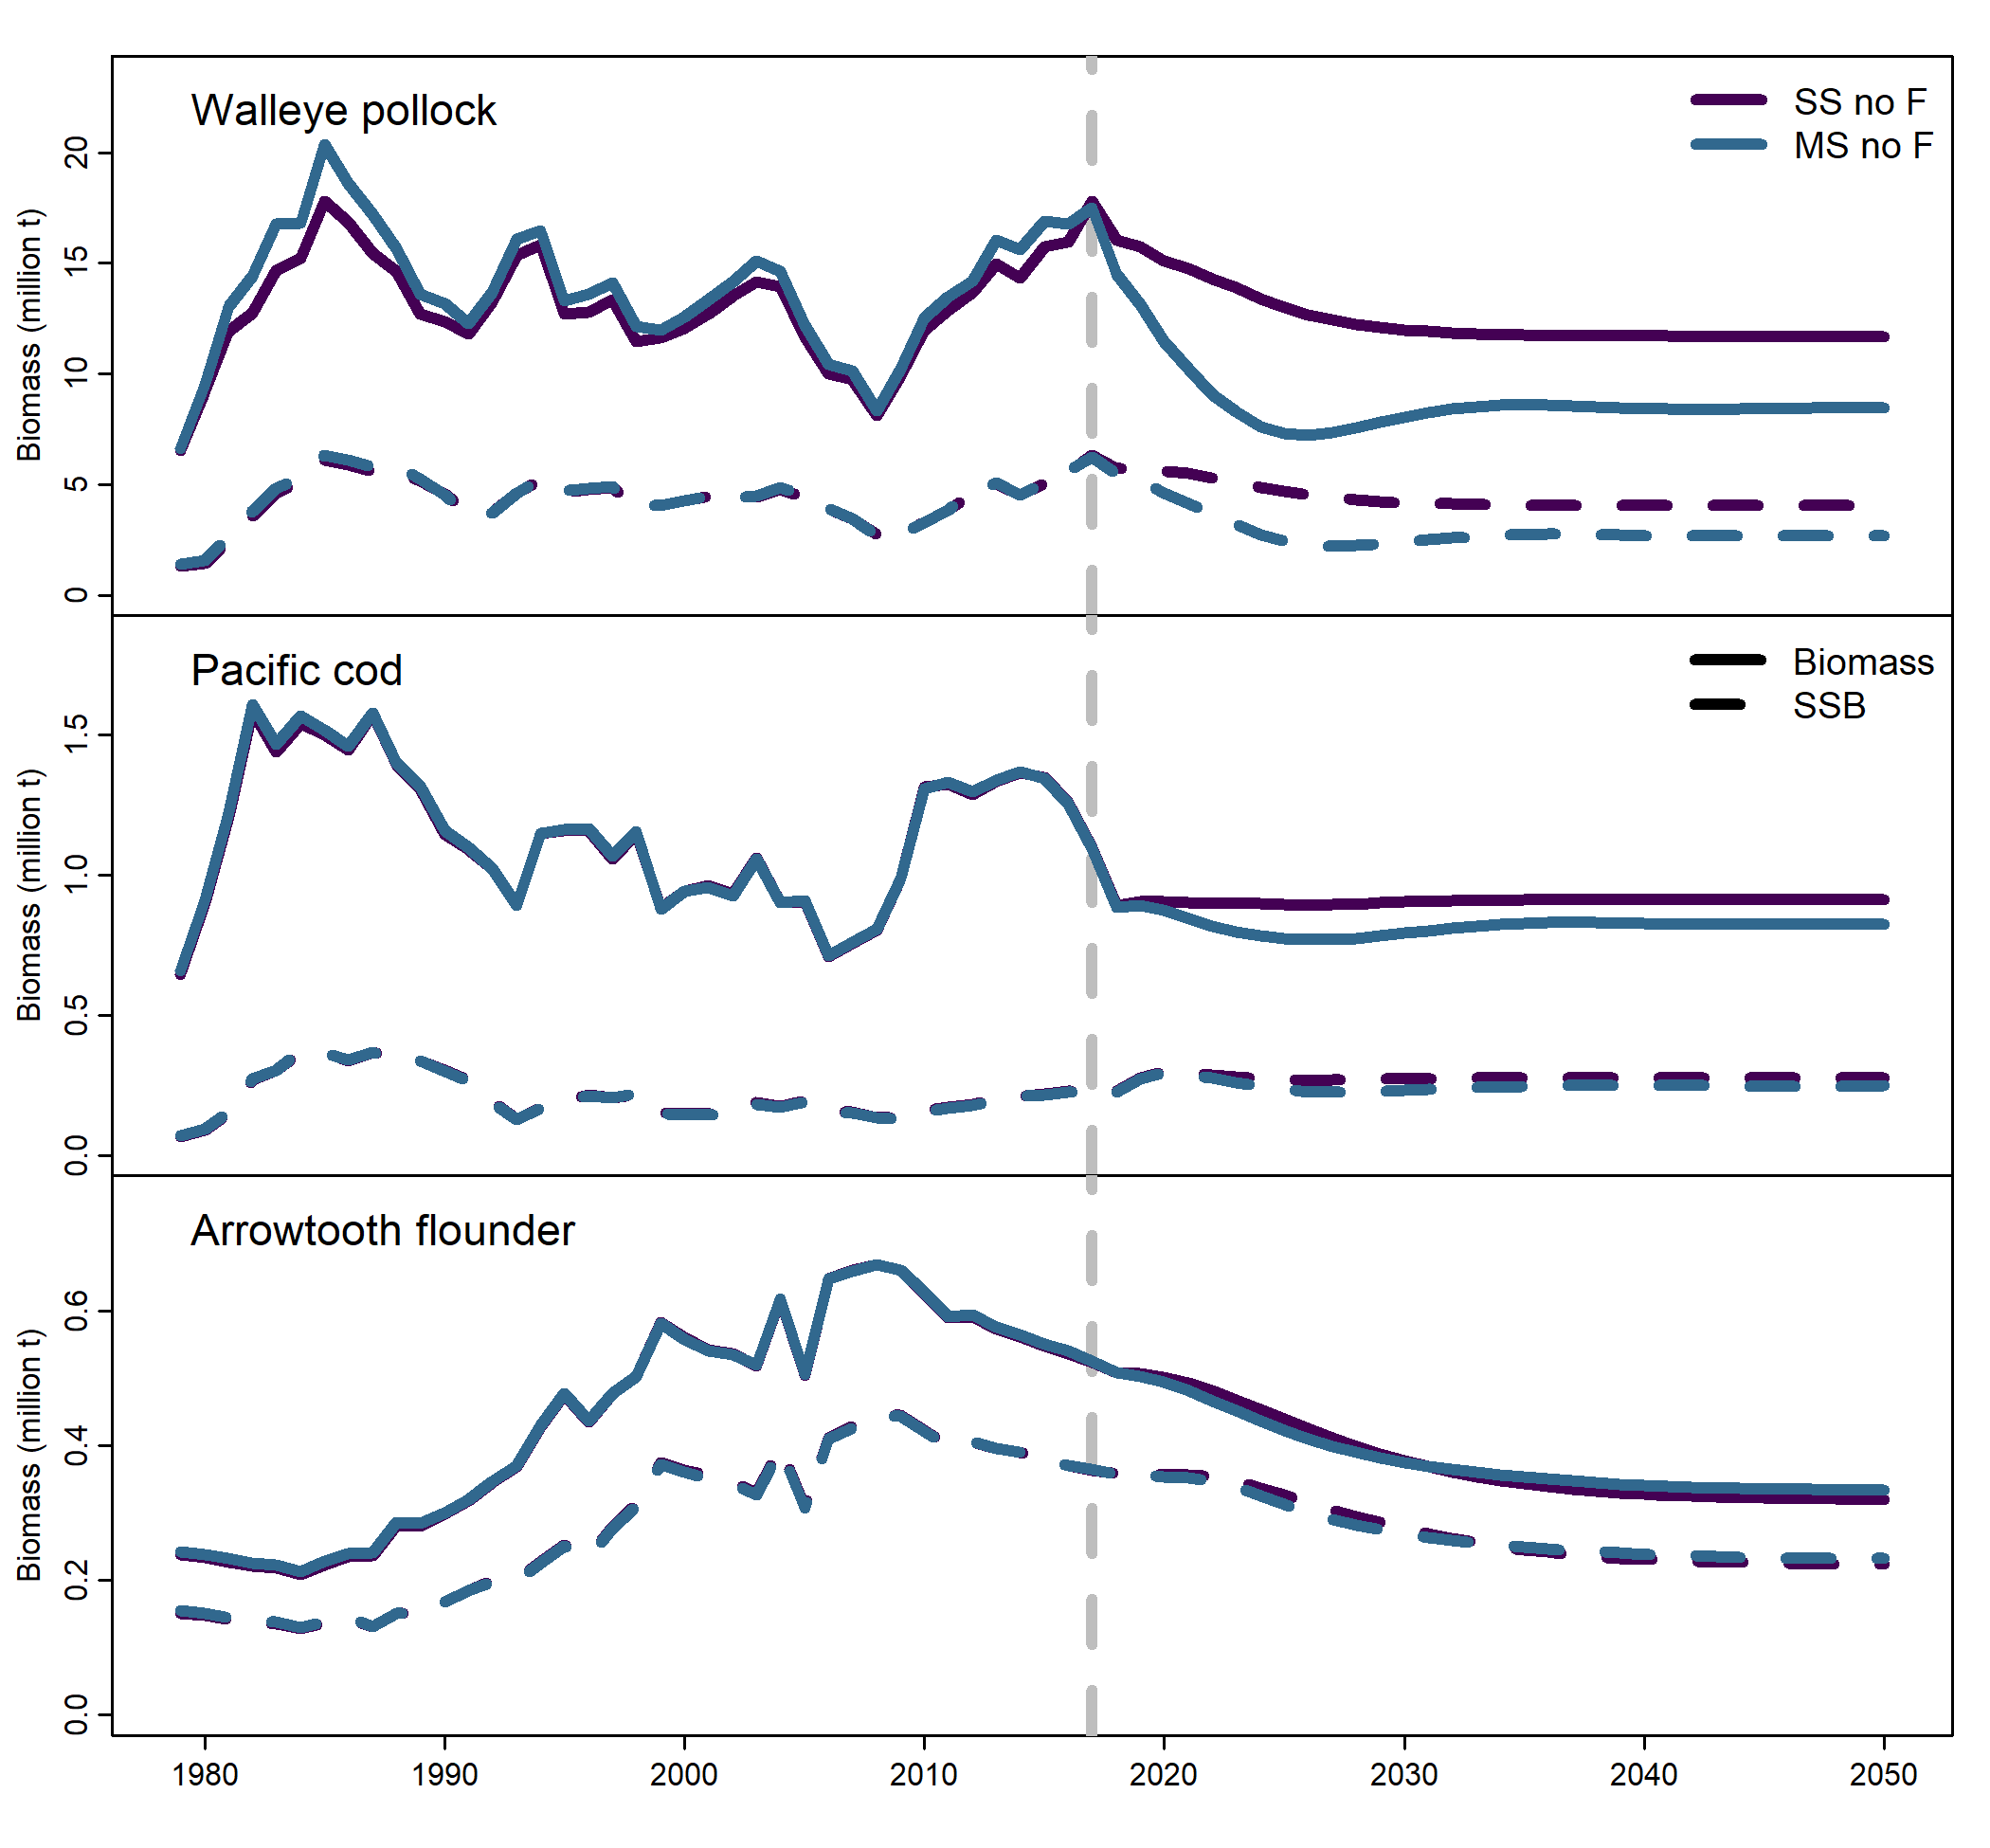 Walleye pollock
SS no F
MS no F
Biomass (million t)
20
15
10
5
0
Pacific cod
Biomass
SSB
Biomass (million t)
1.5
1.0
0.5
0.0
Arrowtooth flounder
Biomass (million t)
0.6
0.4
0.2
0.0
1980 1990 2000 2010 2020 2030 2040 2050